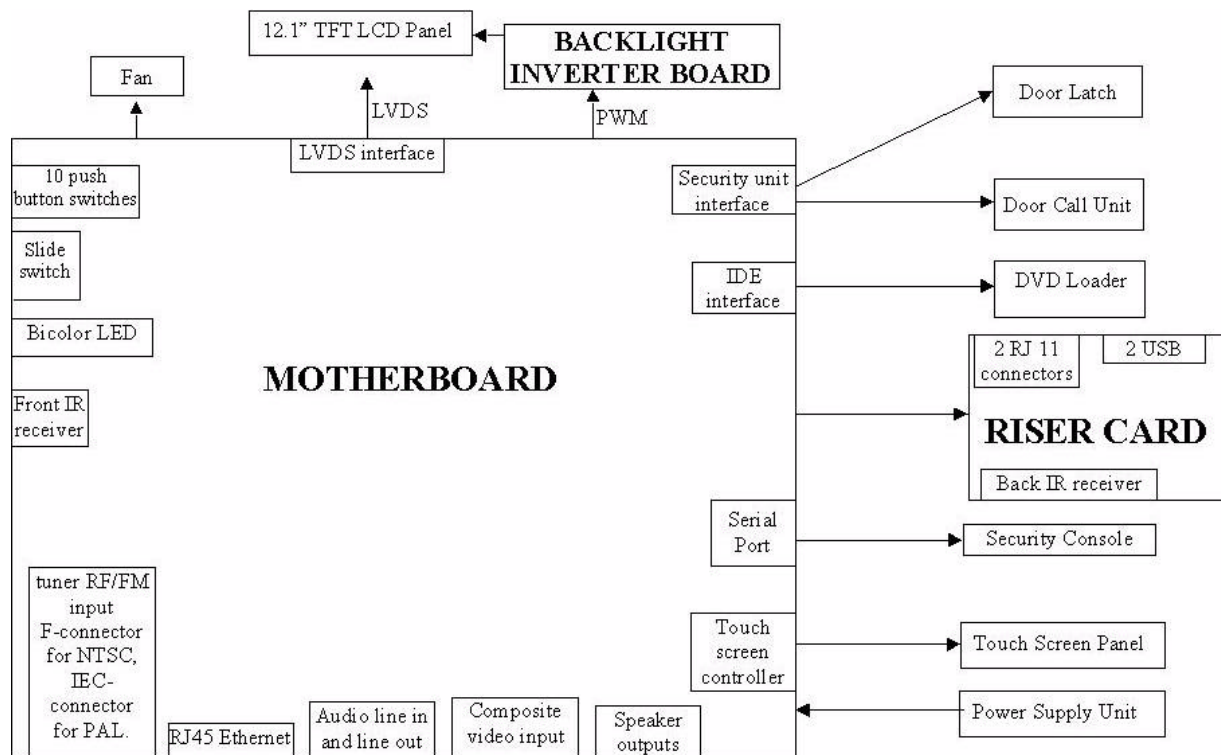 12.1” TFT LCD Panel
BACKLIGHT
INVERTER BOARD
Fan
Door Latch
LVDS
PWM
LVDS interface
10 push
button switches
Security unit
interface
Door Call Unit
Slide
switch
IDE
interface
DVD Loader
Bicolor LED
2 RJ 11
connectors
2 USB
MOTHERBOARD
Front IR
receiver
RISER CARD
Back IR receiver
Serial
Port
Security Console
tuner RF/FM
input
F-connector
for NTSC,
IEC-
connector
for PAL.
Touch
screen
controller
Touch Screen Panel
Power Supply Unit
RJ45 Ethernet
Audio line in
and line out
Composite
video input
Speaker
outputs